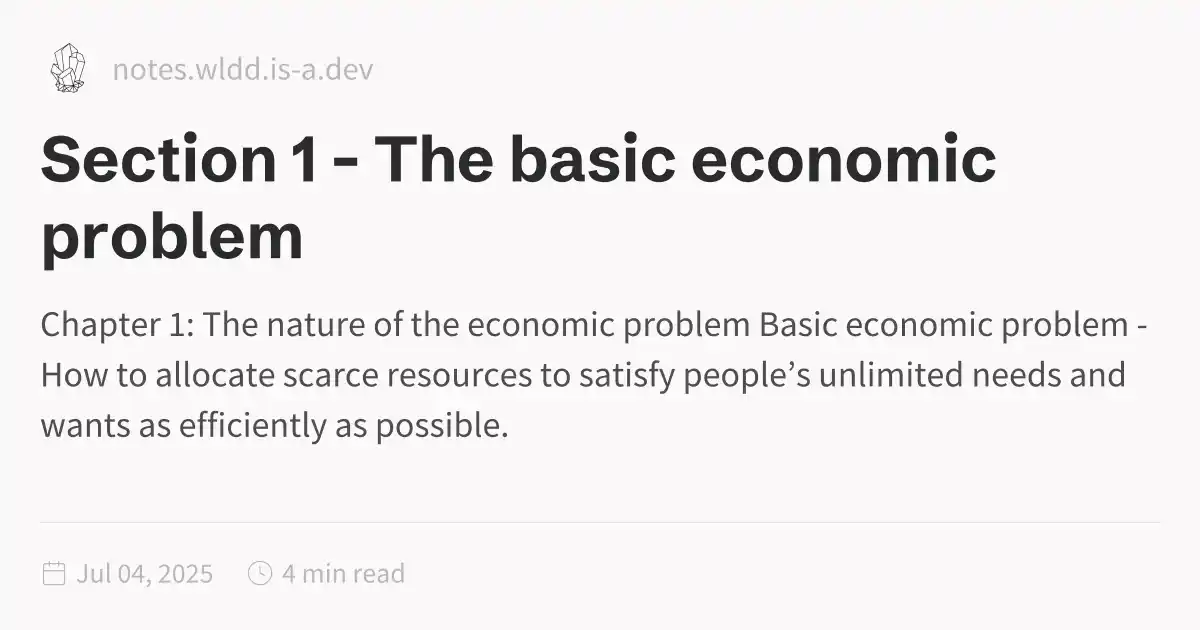 notes.wldd.is-a.dev
Section 1 - The basic economic
problem
Chapter 1: The nature of the economic problem Basic economic problem -
How to allocate scarce resources to satisfy people’s unlimited needs and
wants as efficiently as possible.
Jul 04, 2025 4 min read